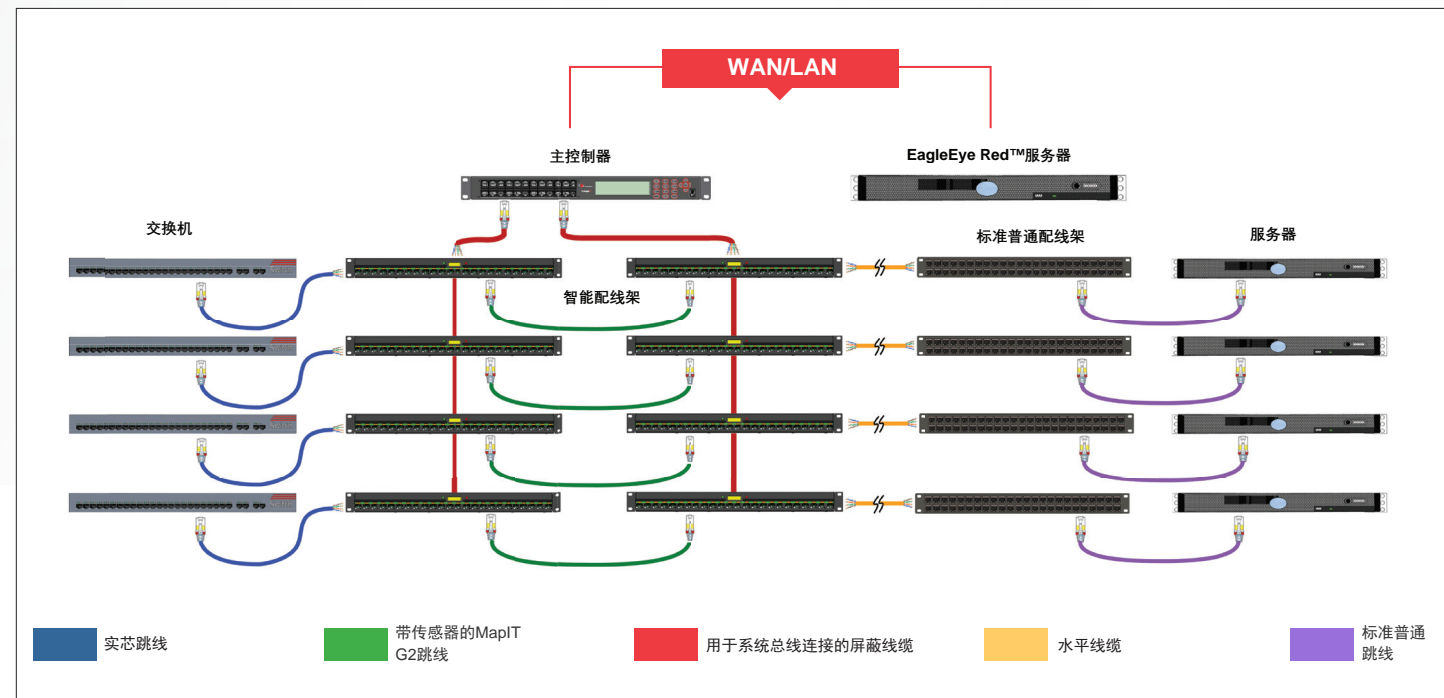 WAN/LAN
主控制器
EagleEye Red™服务器
交换机
标准普通配线架
服务器
智能配线架
实芯跳线
带传感器的MapIT
G2跳线
用于系统总线连接的屏蔽线缆
水平线缆
标准普通
跳线